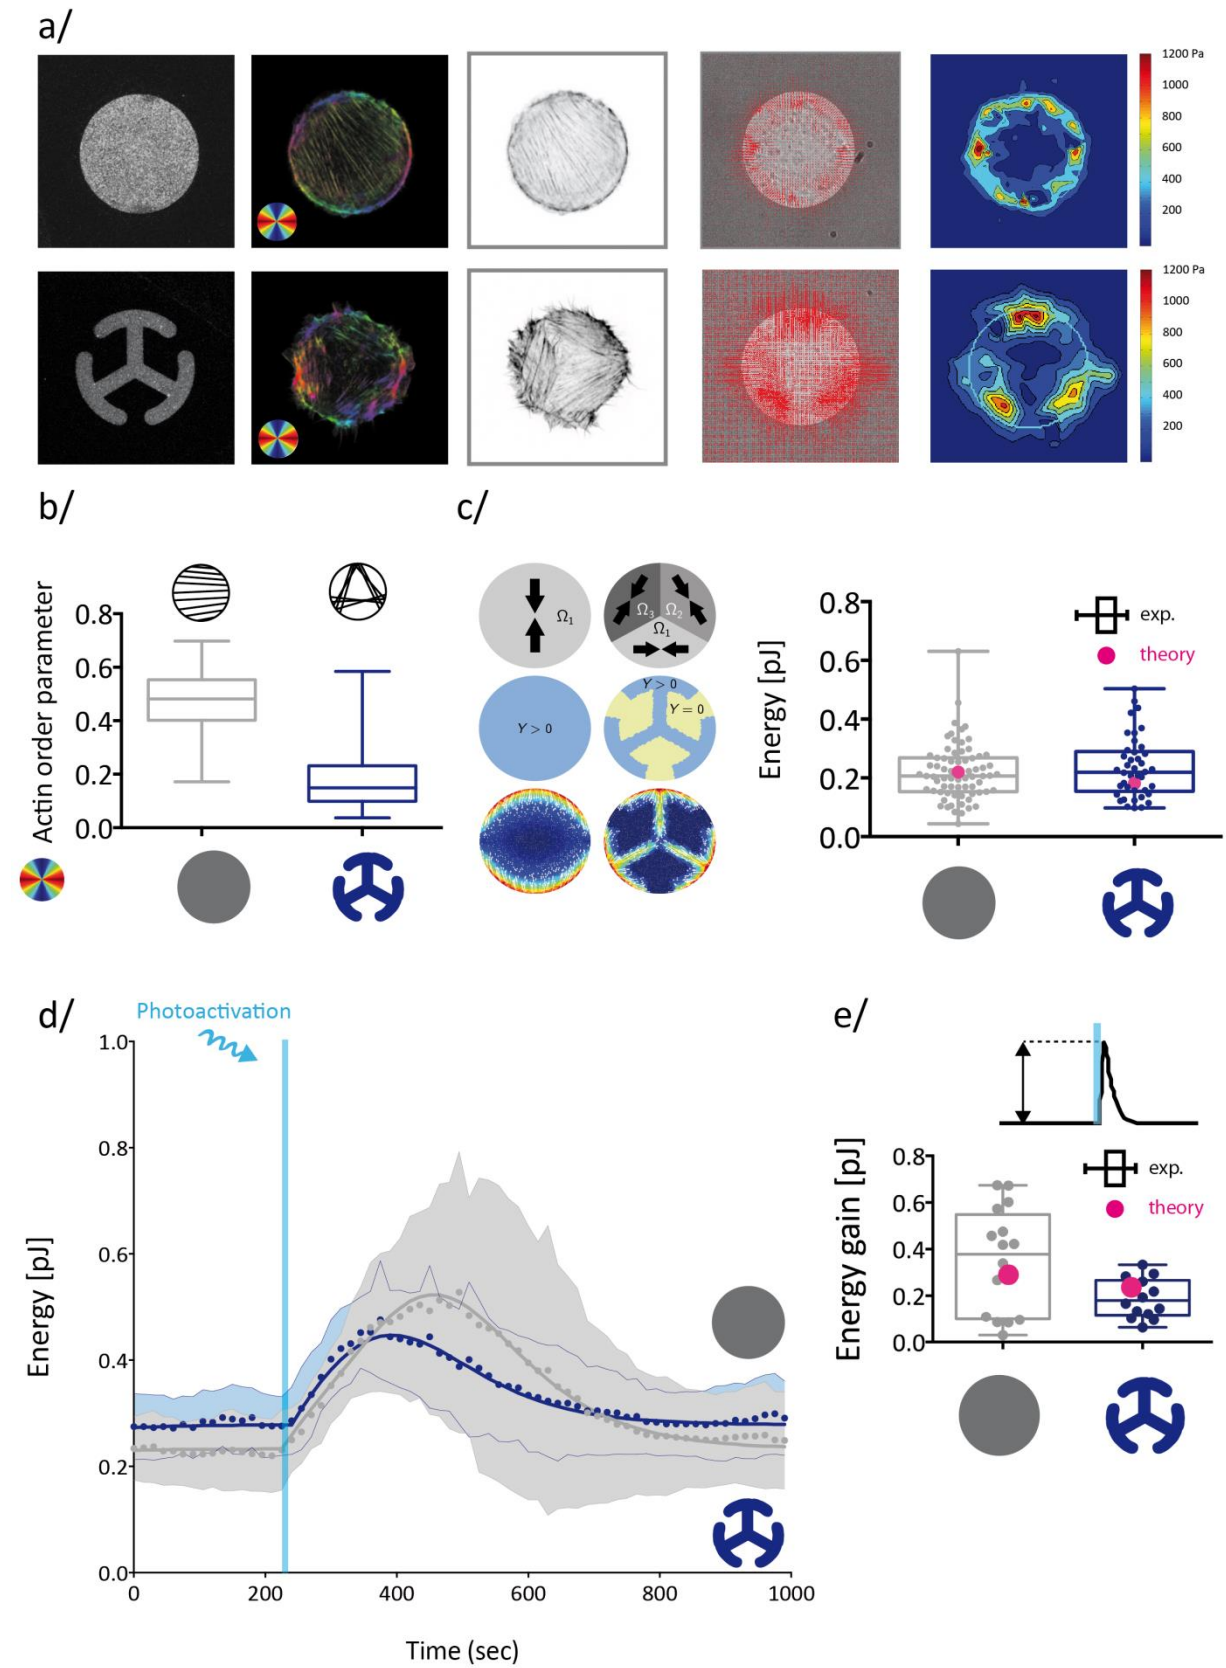 a/
1200 Pa
1000
800
600
400
200
1200 Pa
1000
800
600
400
200
b/
Actin order parameter
0.8
0.6
0.4
0.2
0.0
c/
Ω1
Ω3 Ω2
Ω1
Y > 0
Y > 0
Y = 0
Energy [pJ]
0.8
0.6
0.4
0.2
0.0
exp.
theory
d/
Photoactivation
Energy [pJ]
1.0
0.8
0.6
0.4
0.2
0.0
0 200 400 600 800 1000
Time (sec)
e/
Energy gain [pJ]
0.8
0.6
0.4
0.2
0.0
exp.
theory